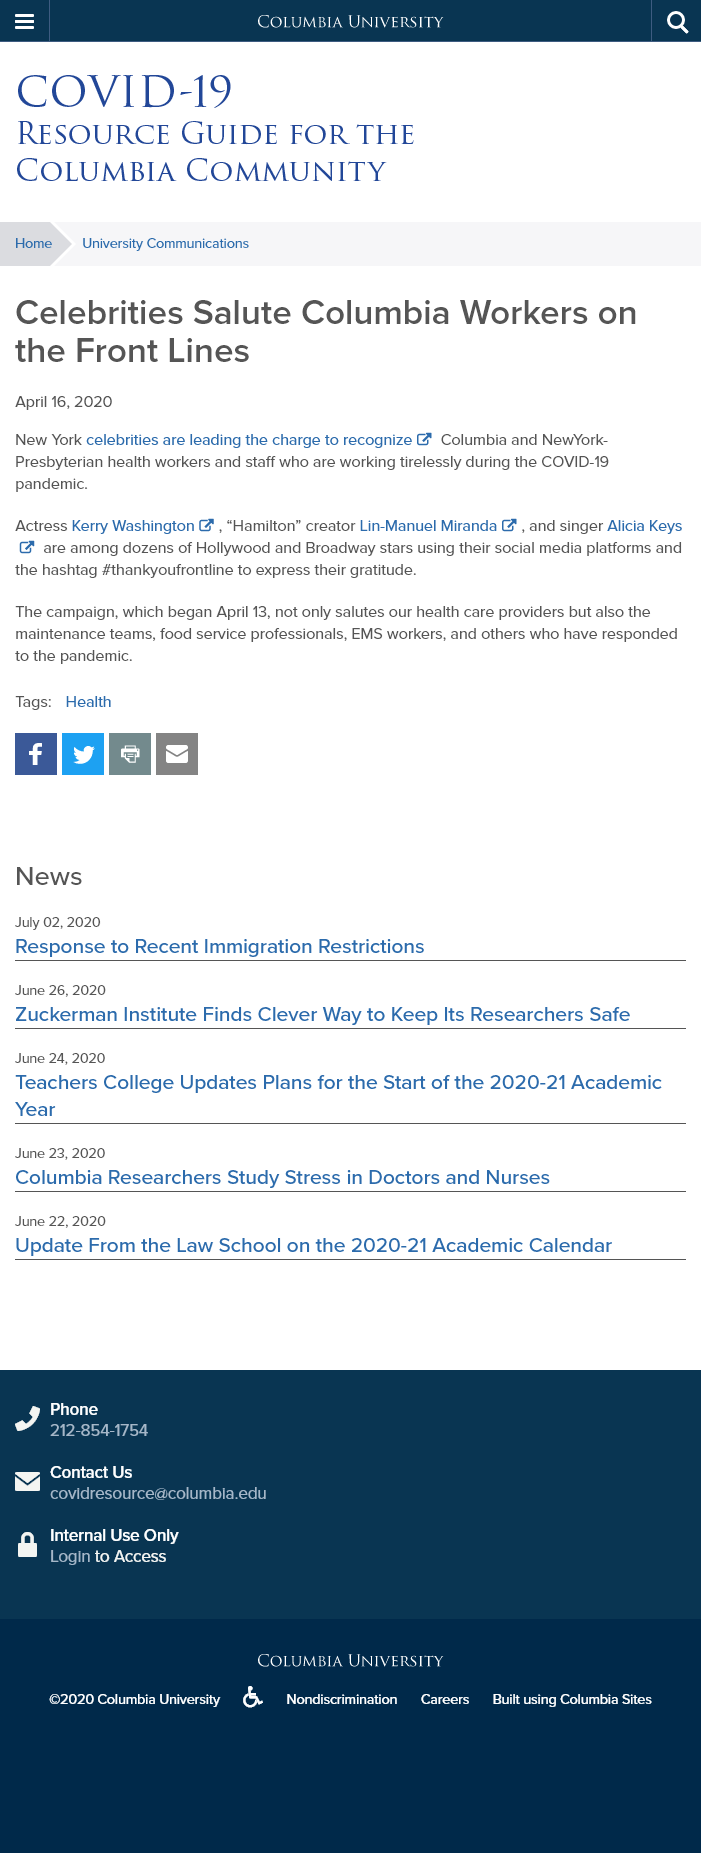 Columbia University
COVID-19
Resource Guide for the
Columbia Community
Home
University Communications
Celebrities Salute Columbia Workers on
the Front Lines
April 16, 2020
New York celebrities are leading the charge to recognize Columbia and NewYork-
Presbyterian health workers and staff who are working tirelessly during the COVID-19
pandemic.
Actress Kerry Washington , “Hamilton” creator Lin-Manuel Miranda , and singer Alicia Keys
are among dozens of Hollywood and Broadway stars using their social media platforms and
the hashtag #thankyoufrontline to express their gratitude.
The campaign, which began April 13, not only salutes our health care providers but also the
maintenance teams, food service professionals, EMS workers, and others who have responded
to the pandemic.
Tags: Health
News
July 02, 2020
Response to Recent Immigration Restrictions
June 26, 2020
Zuckerman Institute Finds Clever Way to Keep Its Researchers Safe
June 24, 2020
Teachers College Updates Plans for the Start of the 2020-21 Academic
Year
June 23, 2020
Columbia Researchers Study Stress in Doctors and Nurses
June 22, 2020
Update From the Law School on the 2020-21 Academic Calendar
Phone
212-854-1754
Contact Us
covidresource@columbia.edu
Internal Use Only
Login to Access
Columbia University
©2020 Columbia University Nondiscrimination Careers Built using Columbia Sites